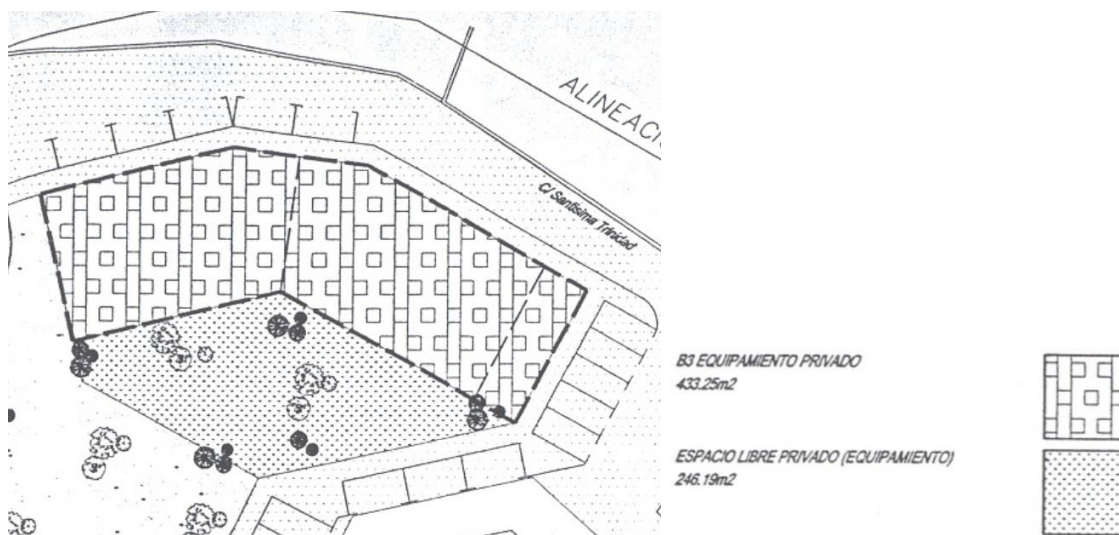 ALINEACI
C/ Santísima Trinidad
B3 EQUIPAMIENTO PRIVADO
433.25m2
ESPACIO LIBRE PRIVADO (EQUIPAMIENTO)
246.19m2